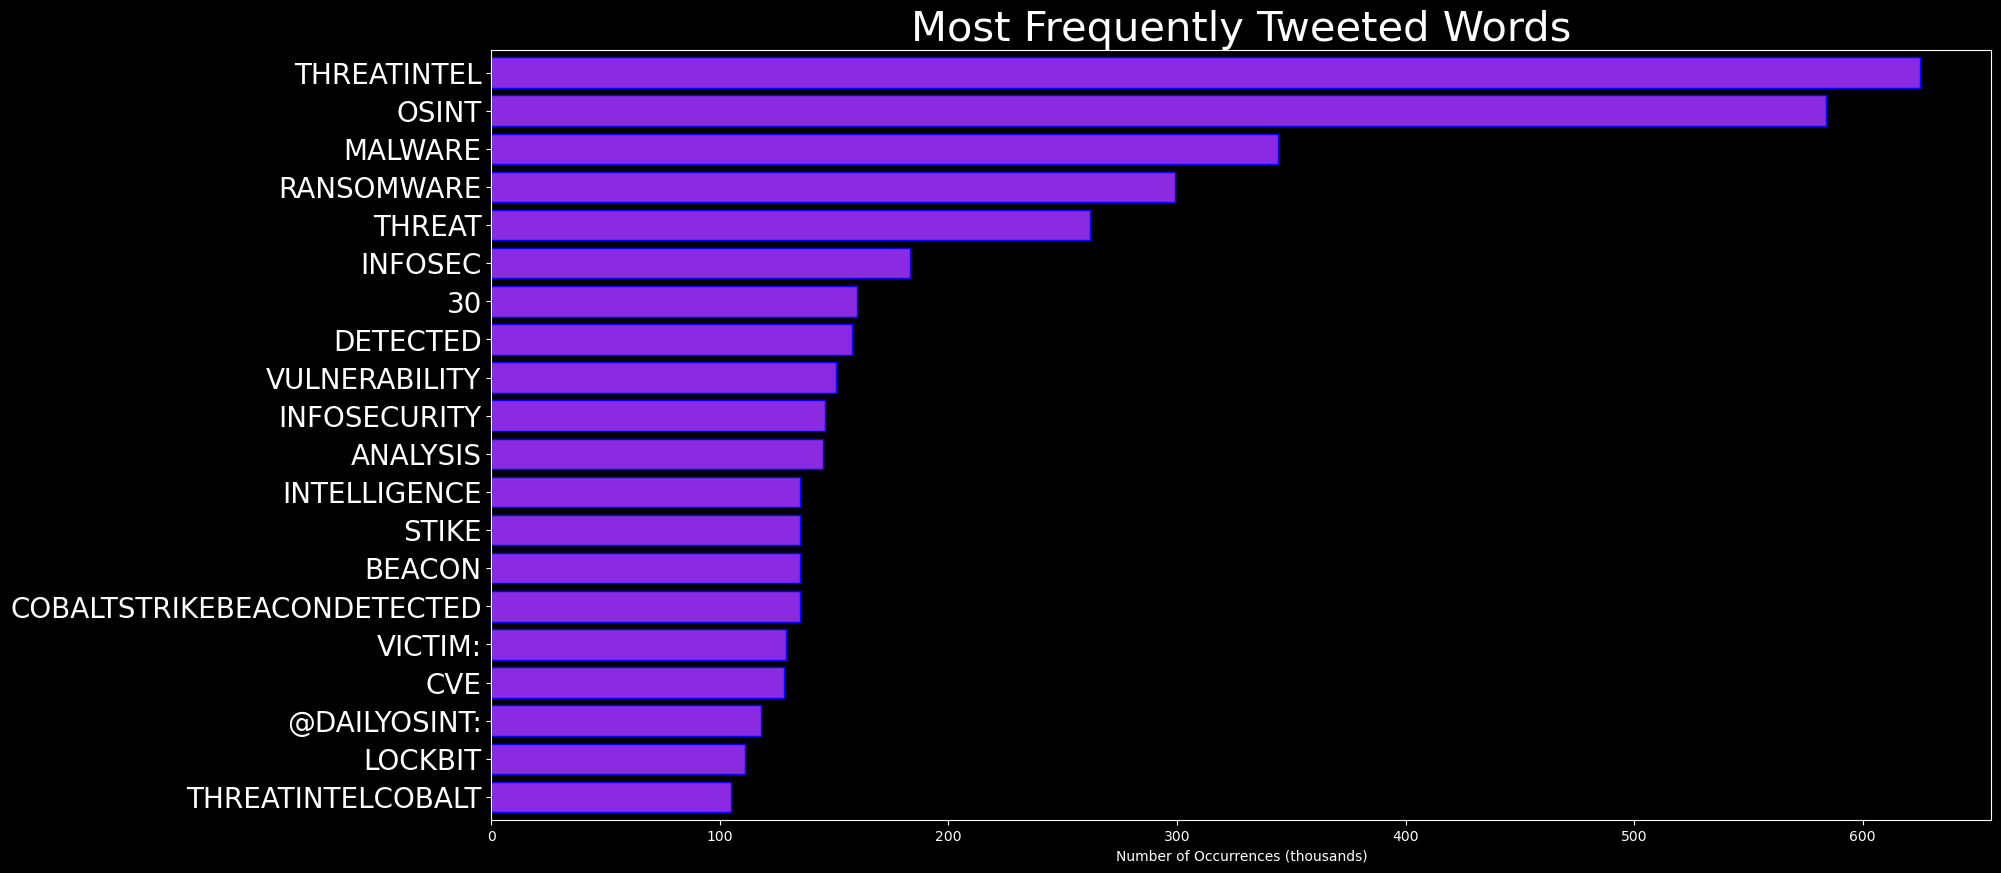 Most Frequently Tweeted Words
THREATINTEL
OSINT
MALWARE
RANSOMWARE
THREAT
INFOSEC
30
DETECTED
VULNERABILITY
INFOSECURITY
ANALYSIS
INTELLIGENCE
STIKE
BEACON
COBALTSTRIKEBEACONDETECTED
VICTIM:
CVE
@DAILYOSINT:
LOCKBIT
THREATINTELCOBALT
0 100 200 300 400 500 600
Number of Occurrences (thousands)